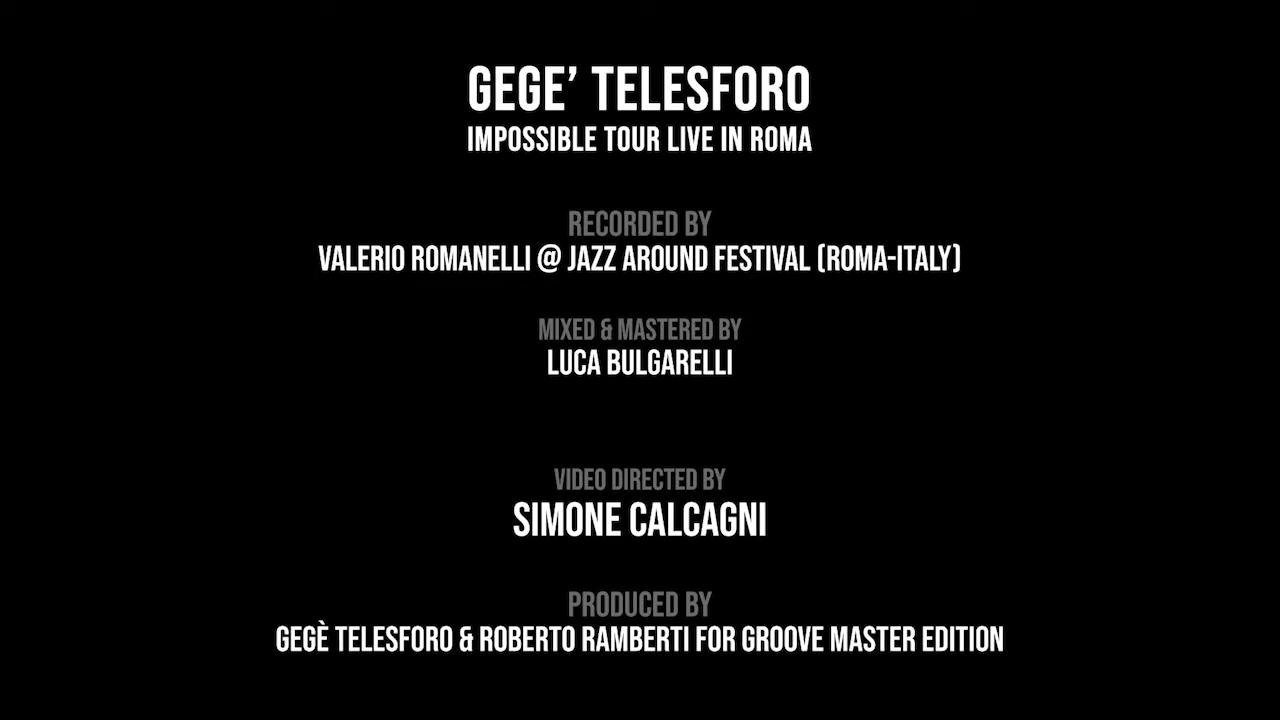 GEGE’ TELESFORO
IMPOSSIBLE TOUR LIVE IN ROMA
RECORDED BY
VALERIO ROMANELLI @ JAZZ AROUND FESTIVAL (ROMA-ITALY)
MIXED & MASTERED BY
LUCA BULGARELLI
VIDEO DIRECTED BY
SIMONE CALCAGNI
PRODUCED BY
GEGÈ TELESFORO & ROBERTO RAMBERTI FOR GROOVE MASTER EDITION